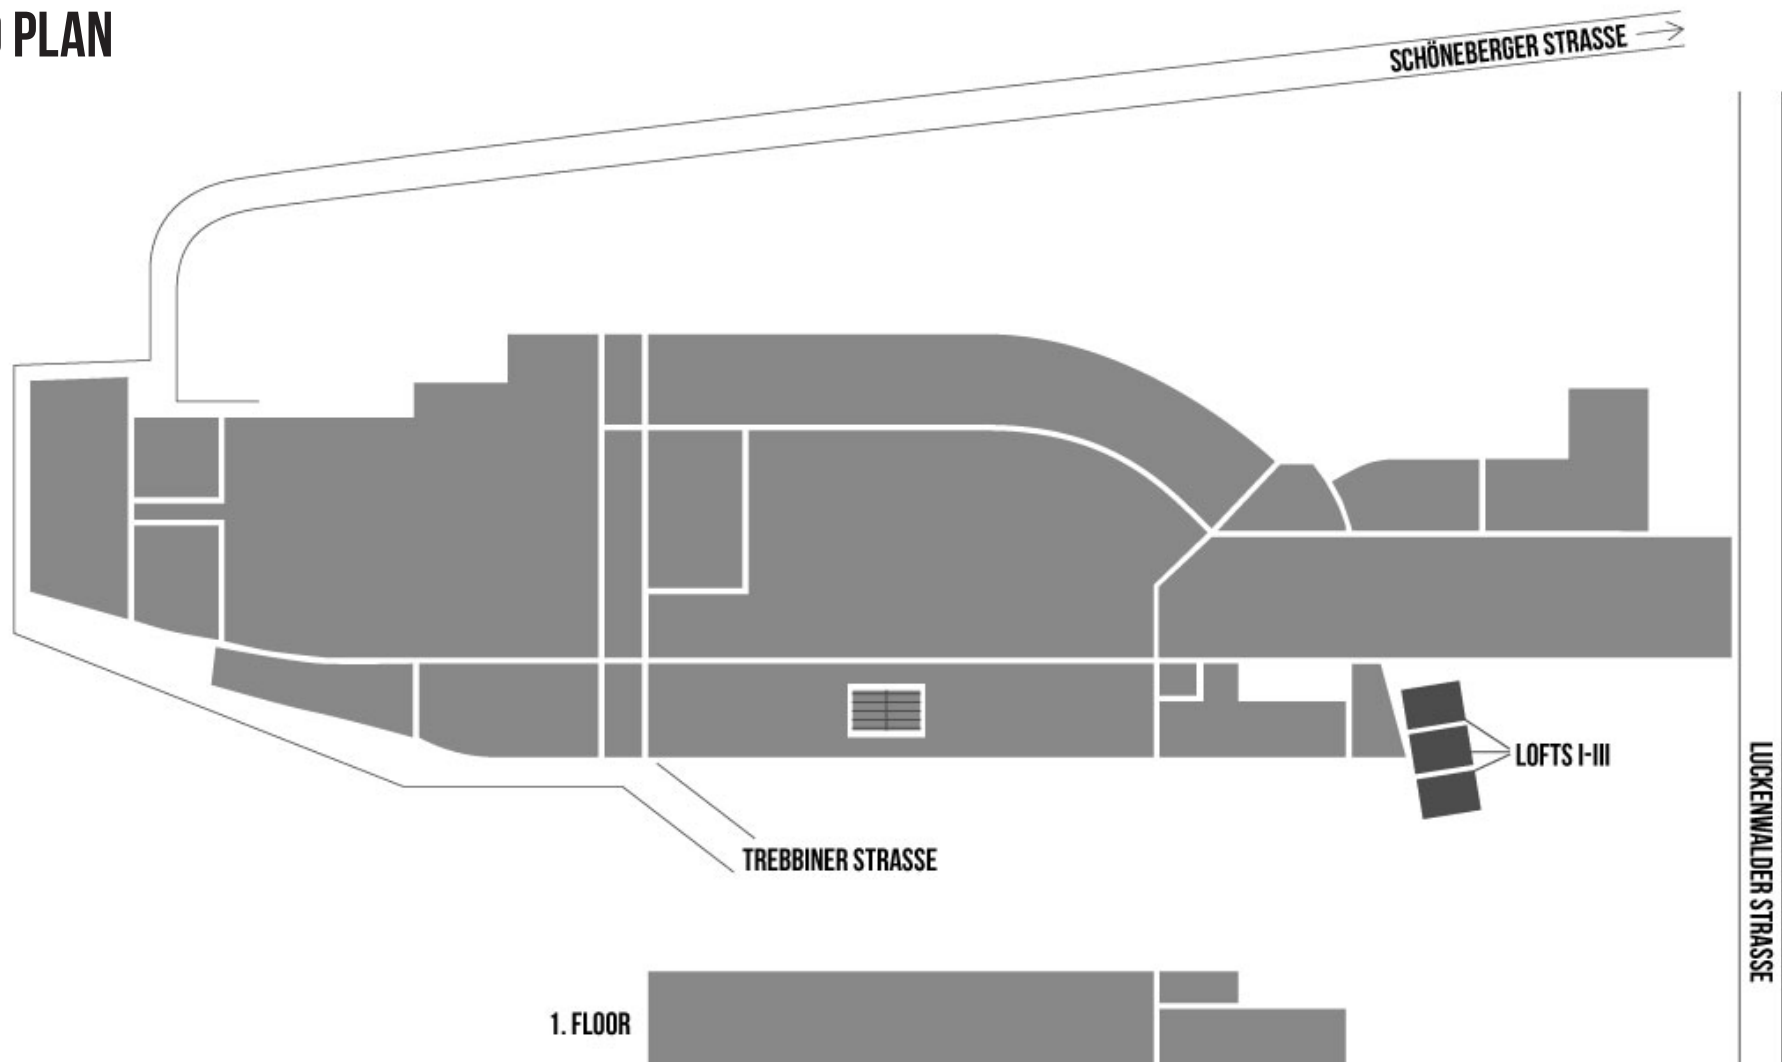 PLAN
SCHÖNEBERGER STRASSE
LOFTS I-III
LUCKENWALDER STRASSE
TREBBINER STRASSE
1. FLOOR